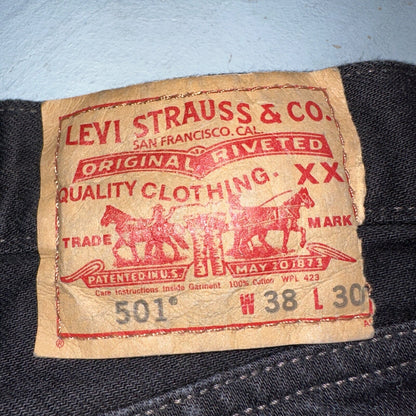 LEVI STRAUSS & CO.
SAN FRANCISCO, CAL.
ORIGINAL RIVETED
QUALITY CLOTHING. XX
TRADE MARK
PATENTED IN U.S. MAY 20 1873
Care Instructions Inside Garment 100% Cotton WPL 423
501® W 38 L 30
®